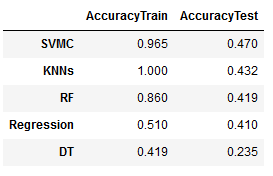 AccuracyTrain AccuracyTest
SVMC 0.965 0.470
KNNs 1.000 0.432
RF 0.860 0.419
Regression 0.510 0.410
DT 0.419 0.235